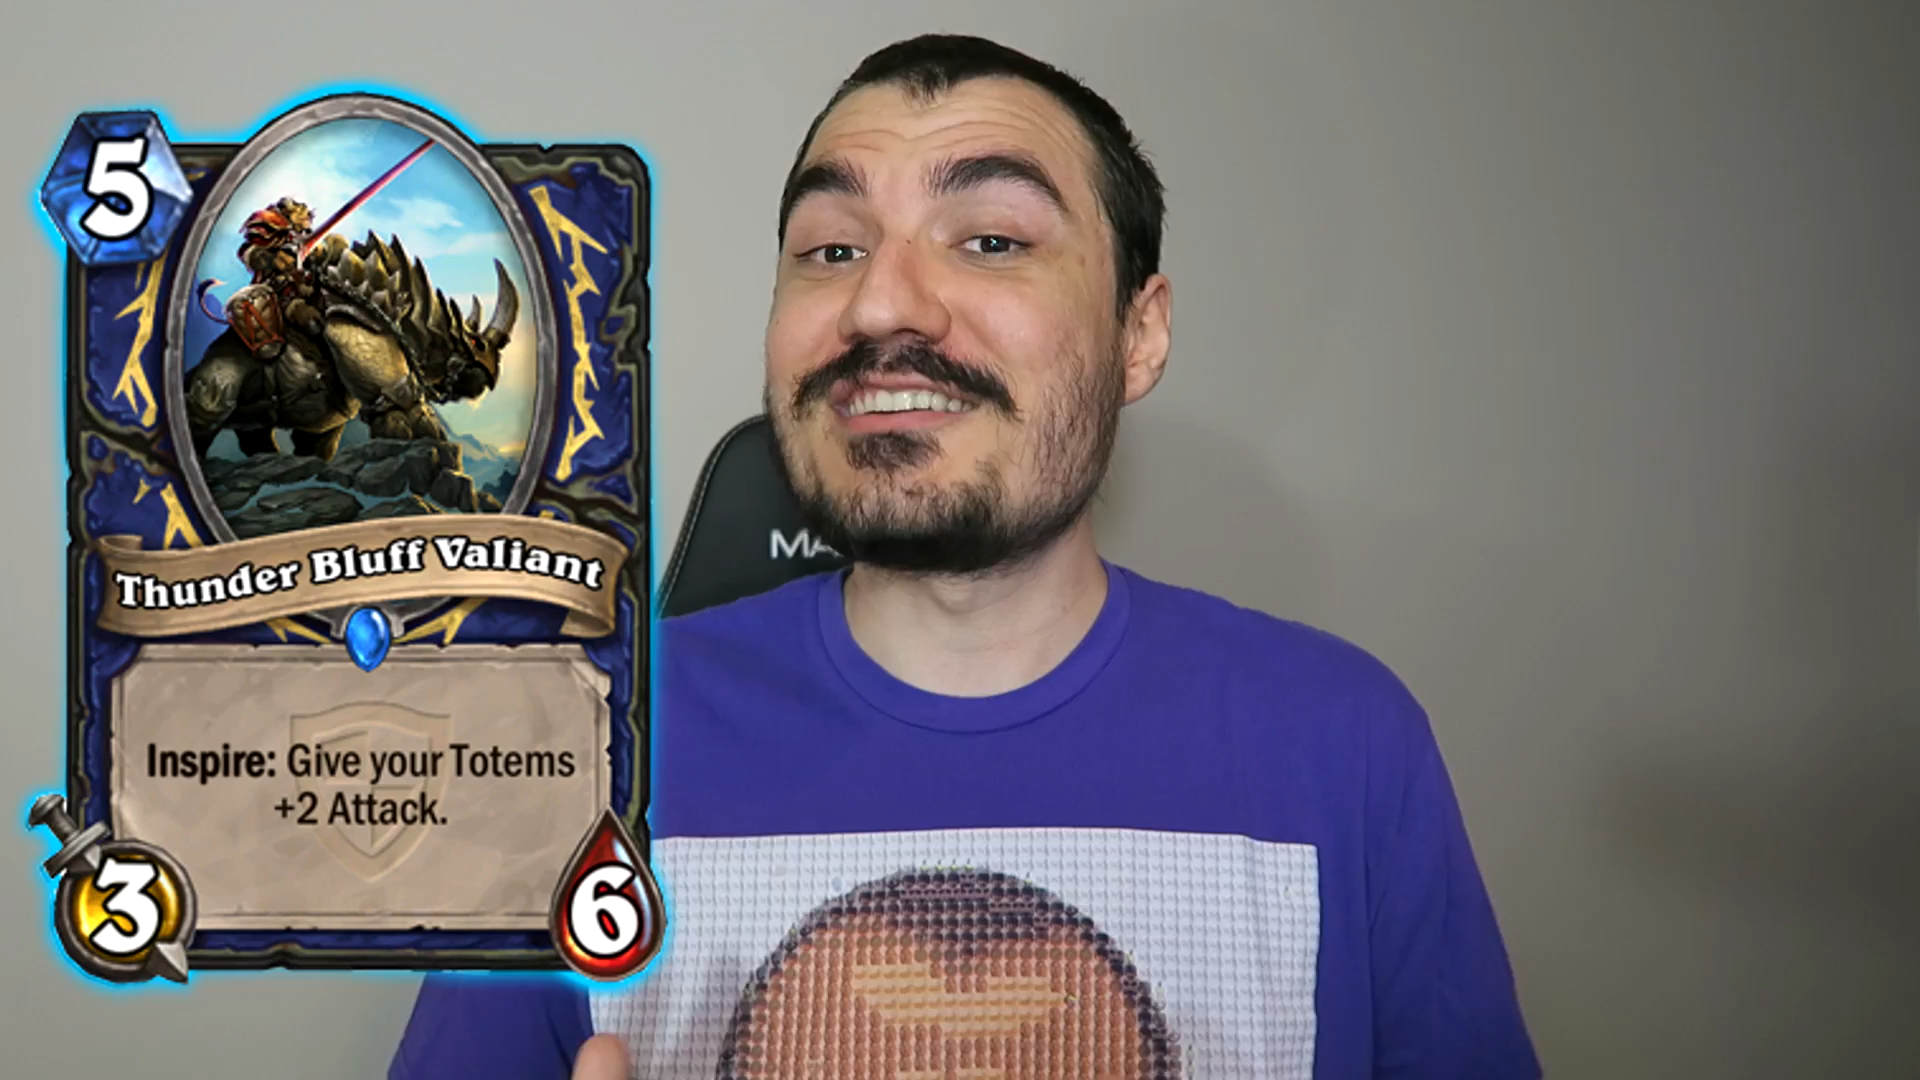 5
Thunder Bluff Valiant
Inspire: Give your Totems
+2 Attack.
3
6